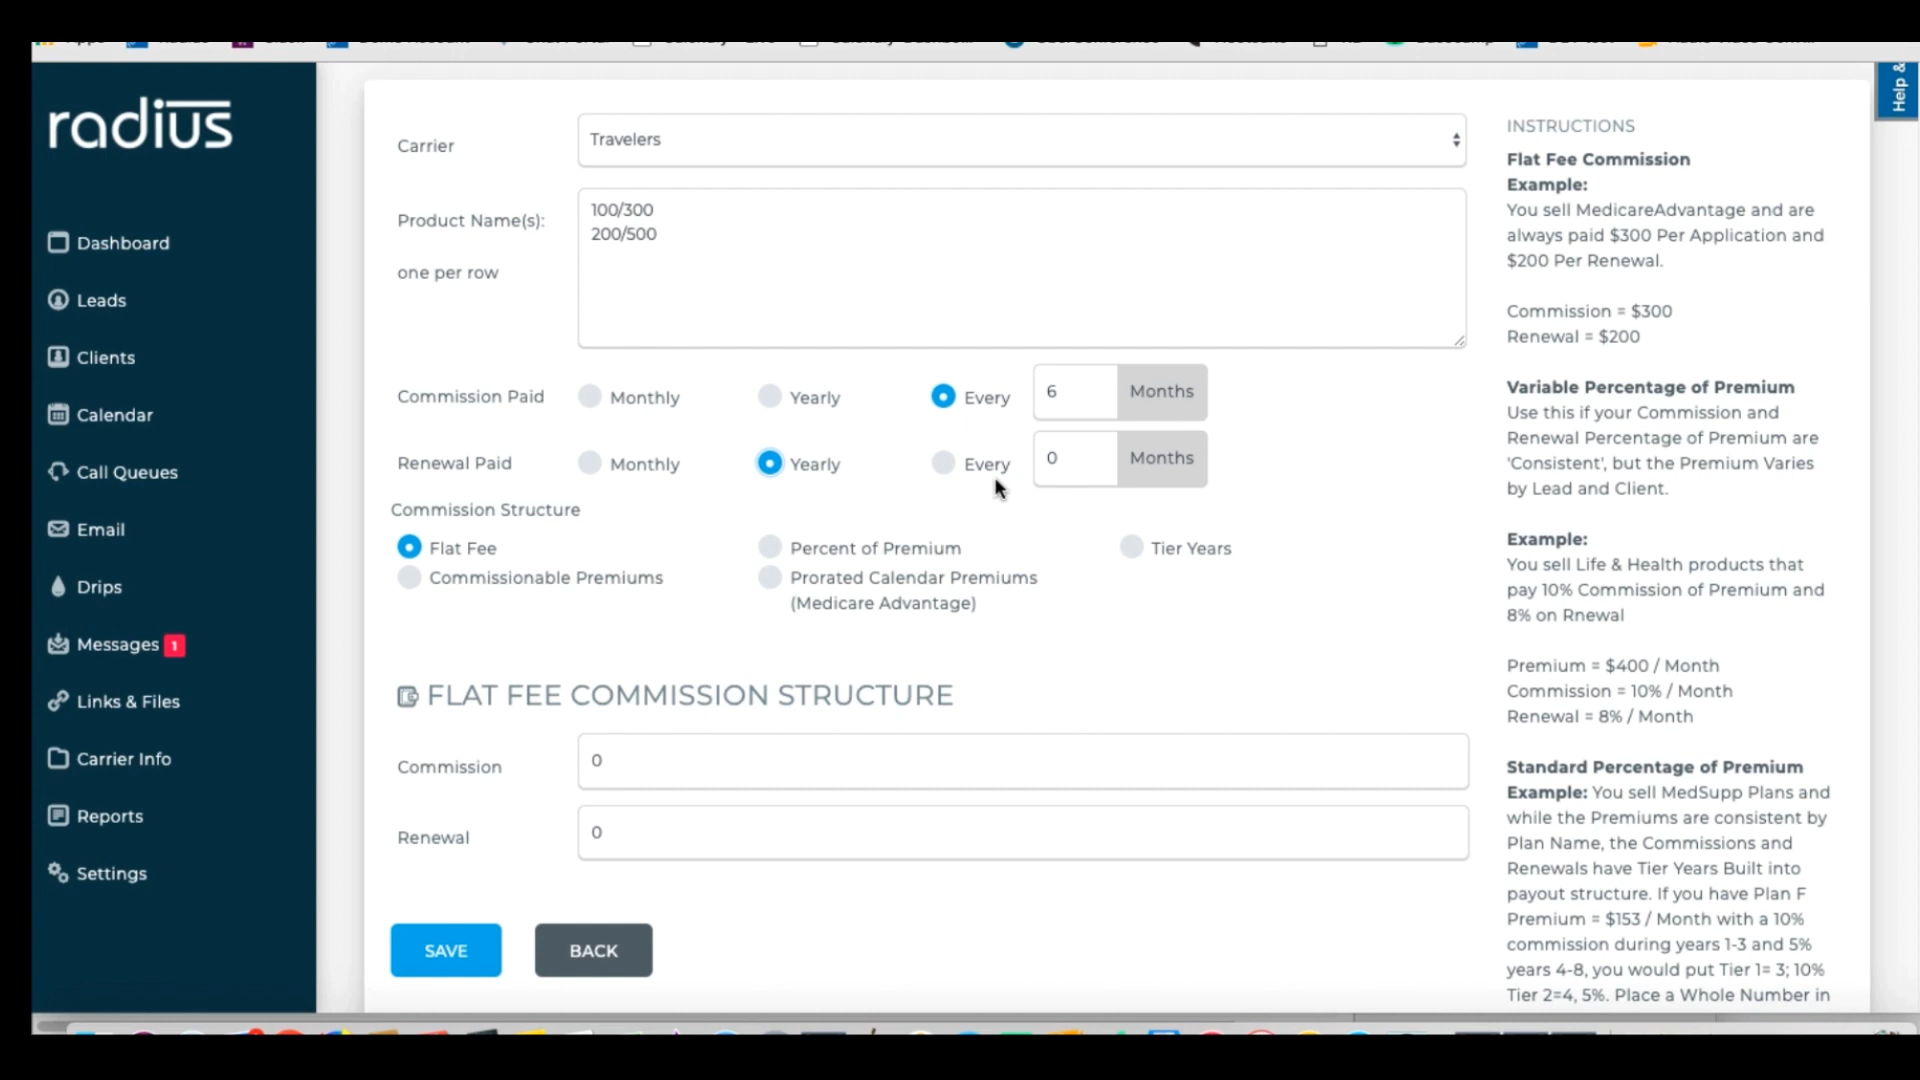 radius
Dashboard
Leads
Clients
Calendar
Call Queues
Email
Drips
Messages 1
Links & Files
Carrier Info
Reports
Settings
Carrier
Travelers
Product Name(s):
one per row
100/300
200/500
Commission Paid Monthly Yearly Every 6 Months
Renewal Paid Monthly Yearly Every 0 Months
Commission Structure
Flat Fee Percent of Premium Tier Years
Commissionable Premiums Prorated Calendar Premiums
(Medicare Advantage)
FLAT FEE COMMISSION STRUCTURE
Commission 0
Renewal 0
SAVE BACK
Help &
INSTRUCTIONS
Flat Fee Commission
Example:
You sell MedicareAdvantage and are
always paid $300 Per Application and
$200 Per Renewal.
Commission = $300
Renewal = $200
Variable Percentage of Premium
Use this if your Commission and
Renewal Percentage of Premium are
'Consistent', but the Premium Varies
by Lead and Client.
Example:
You sell Life & Health products that
pay 10% Commission of Premium and
8% on Rnewal
Premium = $400 / Month
Commission = 10% / Month
Renewal = 8% / Month
Standard Percentage of Premium
Example: You sell MedSupp Plans and
while the Premiums are consistent by
Plan Name, the Commissions and
Renewals have Tier Years Built into
payout structure. If you have Plan F
Premium = $153 / Month with a 10%
commission during years 1-3 and 5%
years 4-8, you would put Tier 1= 3; 10%
Tier 2=4, 5%. Place a Whole Number in